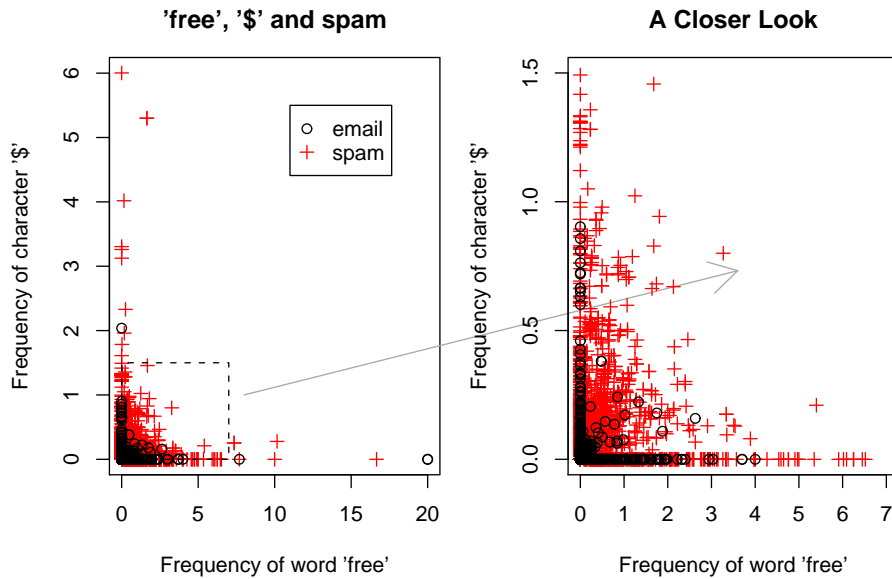 ’free’, ’$’ and spam
Frequency of character ’$’
6
5
4
3
2
1
0
email
spam
0 5 10 15 20
Frequency of word ’free’
A Closer Look
Frequency of character ’$’
1.5
1.0
0.5
0.0
0 1 2 3 4 5 6 7
Frequency of word ’free’